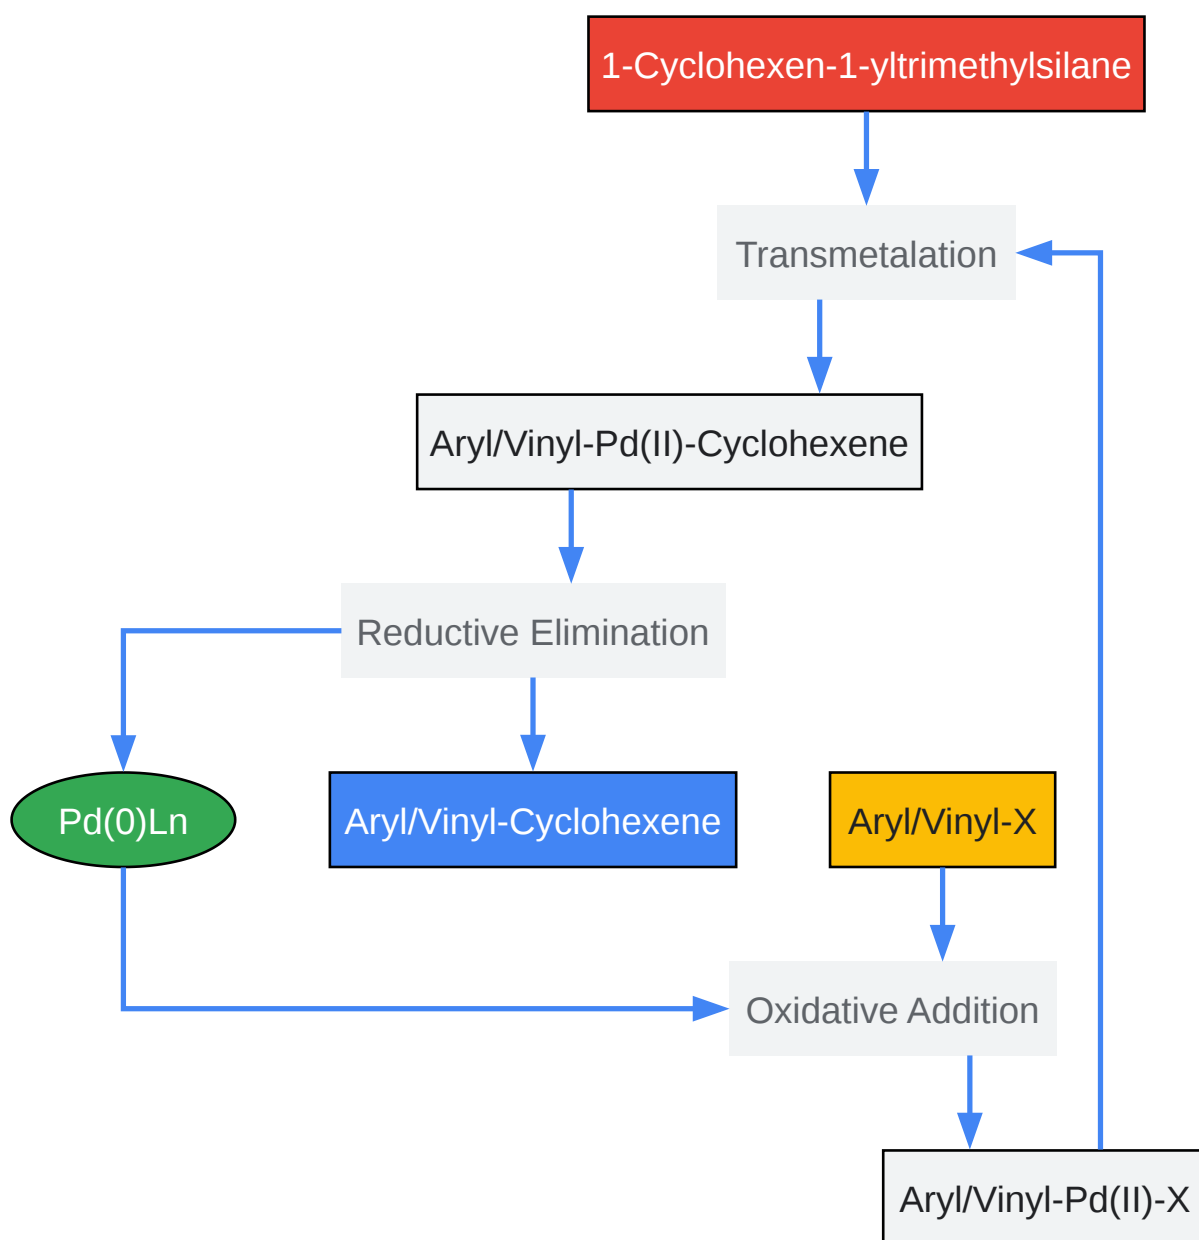 1-Cyclohexen-1-yltrimethylsilane
Transmetalation
Aryl/Vinyl-Pd(II)-Cyclohexene
Reductive Elimination
Pd(0)Ln
Aryl/Vinyl-Cyclohexene
Aryl/Vinyl-X
Oxidative Addition
Aryl/Vinyl-Pd(II)-X